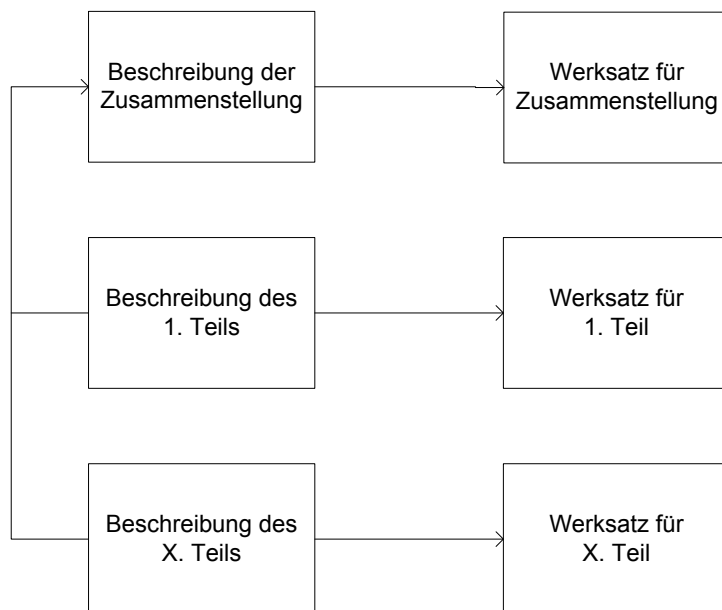 Beschreibung der
Zusammenstellung
Werksatz für
Zusammenstellung
Beschreibung des
1. Teils
Werksatz für
1. Teil
Beschreibung des
X. Teils
Werksatz für
X. Teil